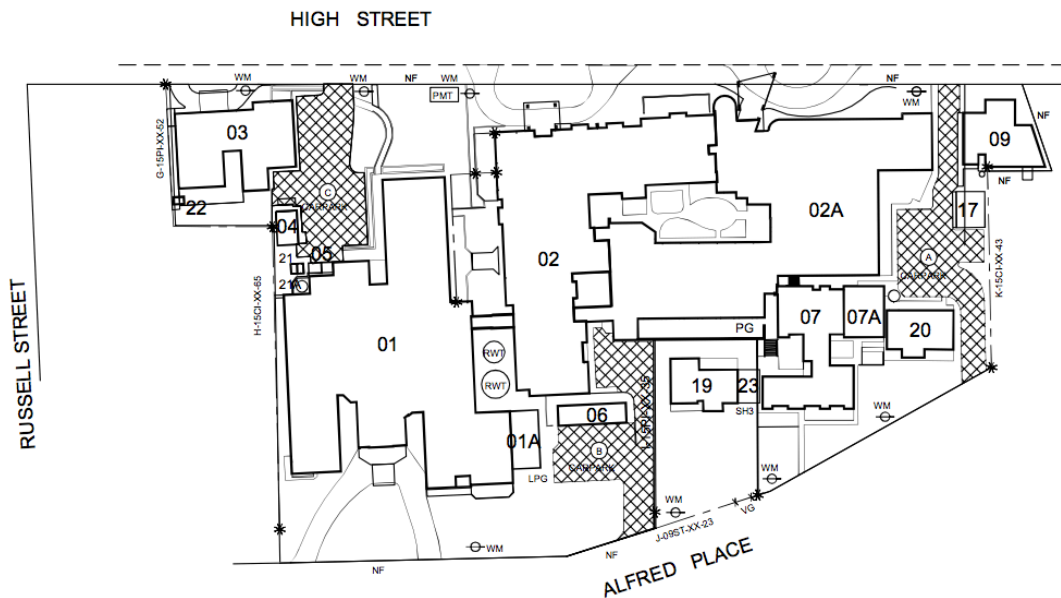 HIGH STREET
WM
WM
NF
WM
NF
WM
PMT
NF
G-15PI-XX-52
03
09
NF
22
C
CARPARK
04
17
02A
21
05
21A
02
A
CARPARK
K-15CI-XX-43
H-15CI-XX-65
RUSSELL STREET
01
RWT
RWT
PG
07
07A
20
19
23
SH3
06
WM
01A
B
CARPARK
LPG
WM
WM
VG
J-09ST-XX-23
WM
NF
NF
ALFRED PLACE